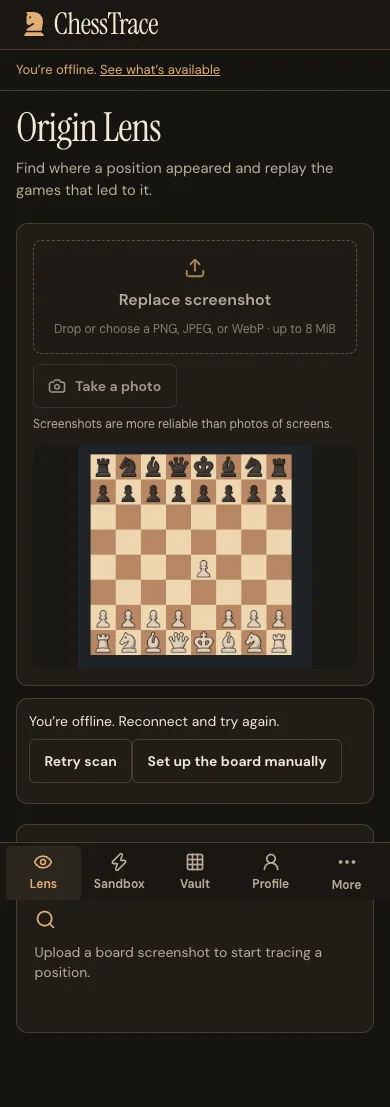 ChessTrace
You're offline. See what's available
Origin Lens
Find where a position appeared and replay the
games that led to it.
Replace screenshot
Drop or choose a PNG, JPEG, or WebP · up to 8 MiB
Take a photo
Screenshots are more reliable than photos of screens.
You're offline. Reconnect and try again.
Retry scan Set up the board manually
Lens Sandbox Vault Profile More
Upload a board screenshot to start tracing a
position.